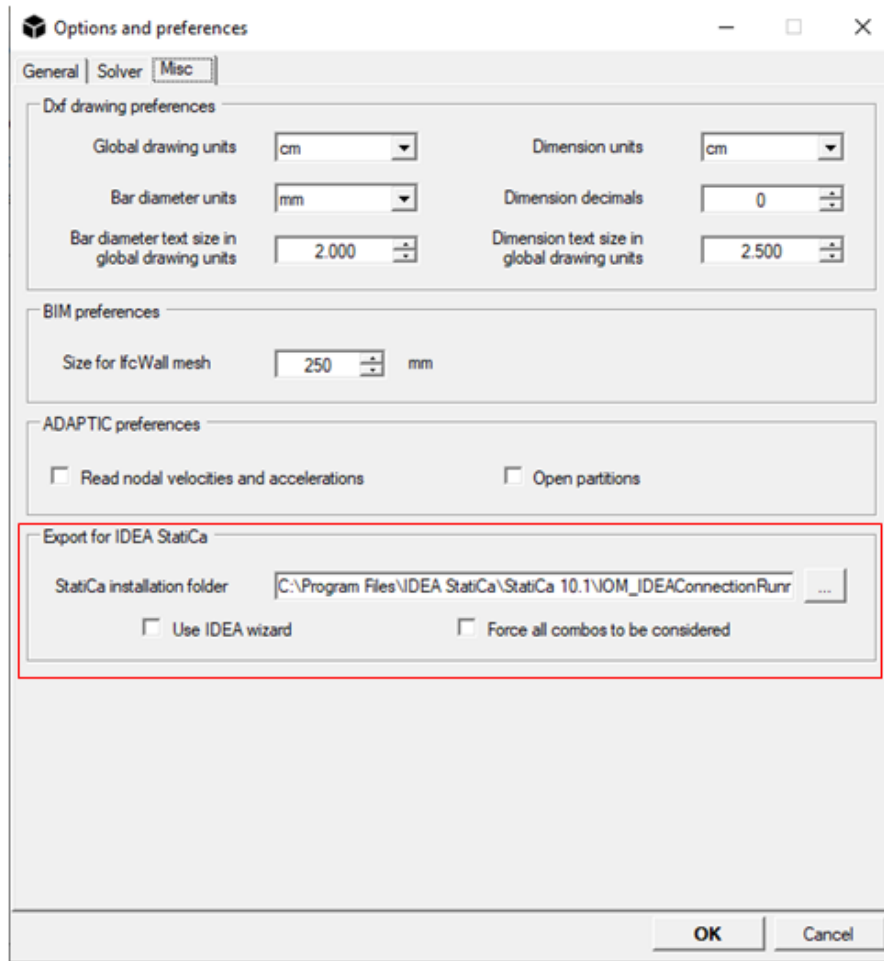 Options and preferences
General Solver Misc
Dxf drawing preferences
Global drawing units cm Dimension units cm
Bar diameter units mm Dimension decimals 0
Bar diameter text size in
global drawing units 2.000 Dimension text size in
global drawing units 2.500
BIM preferences
Size for IfcWall mesh 250 mm
ADAPTIC preferences
Read nodal velocities and accelerations Open partitions
Export for IDEA StatiCa
StatiCa installation folder C:\Program Files\IDEA StatiCa\StatiCa 10.1\IOM_IDEAConnectionRunr ...
Use IDEA wizard Force all combos to be considered
OK Cancel